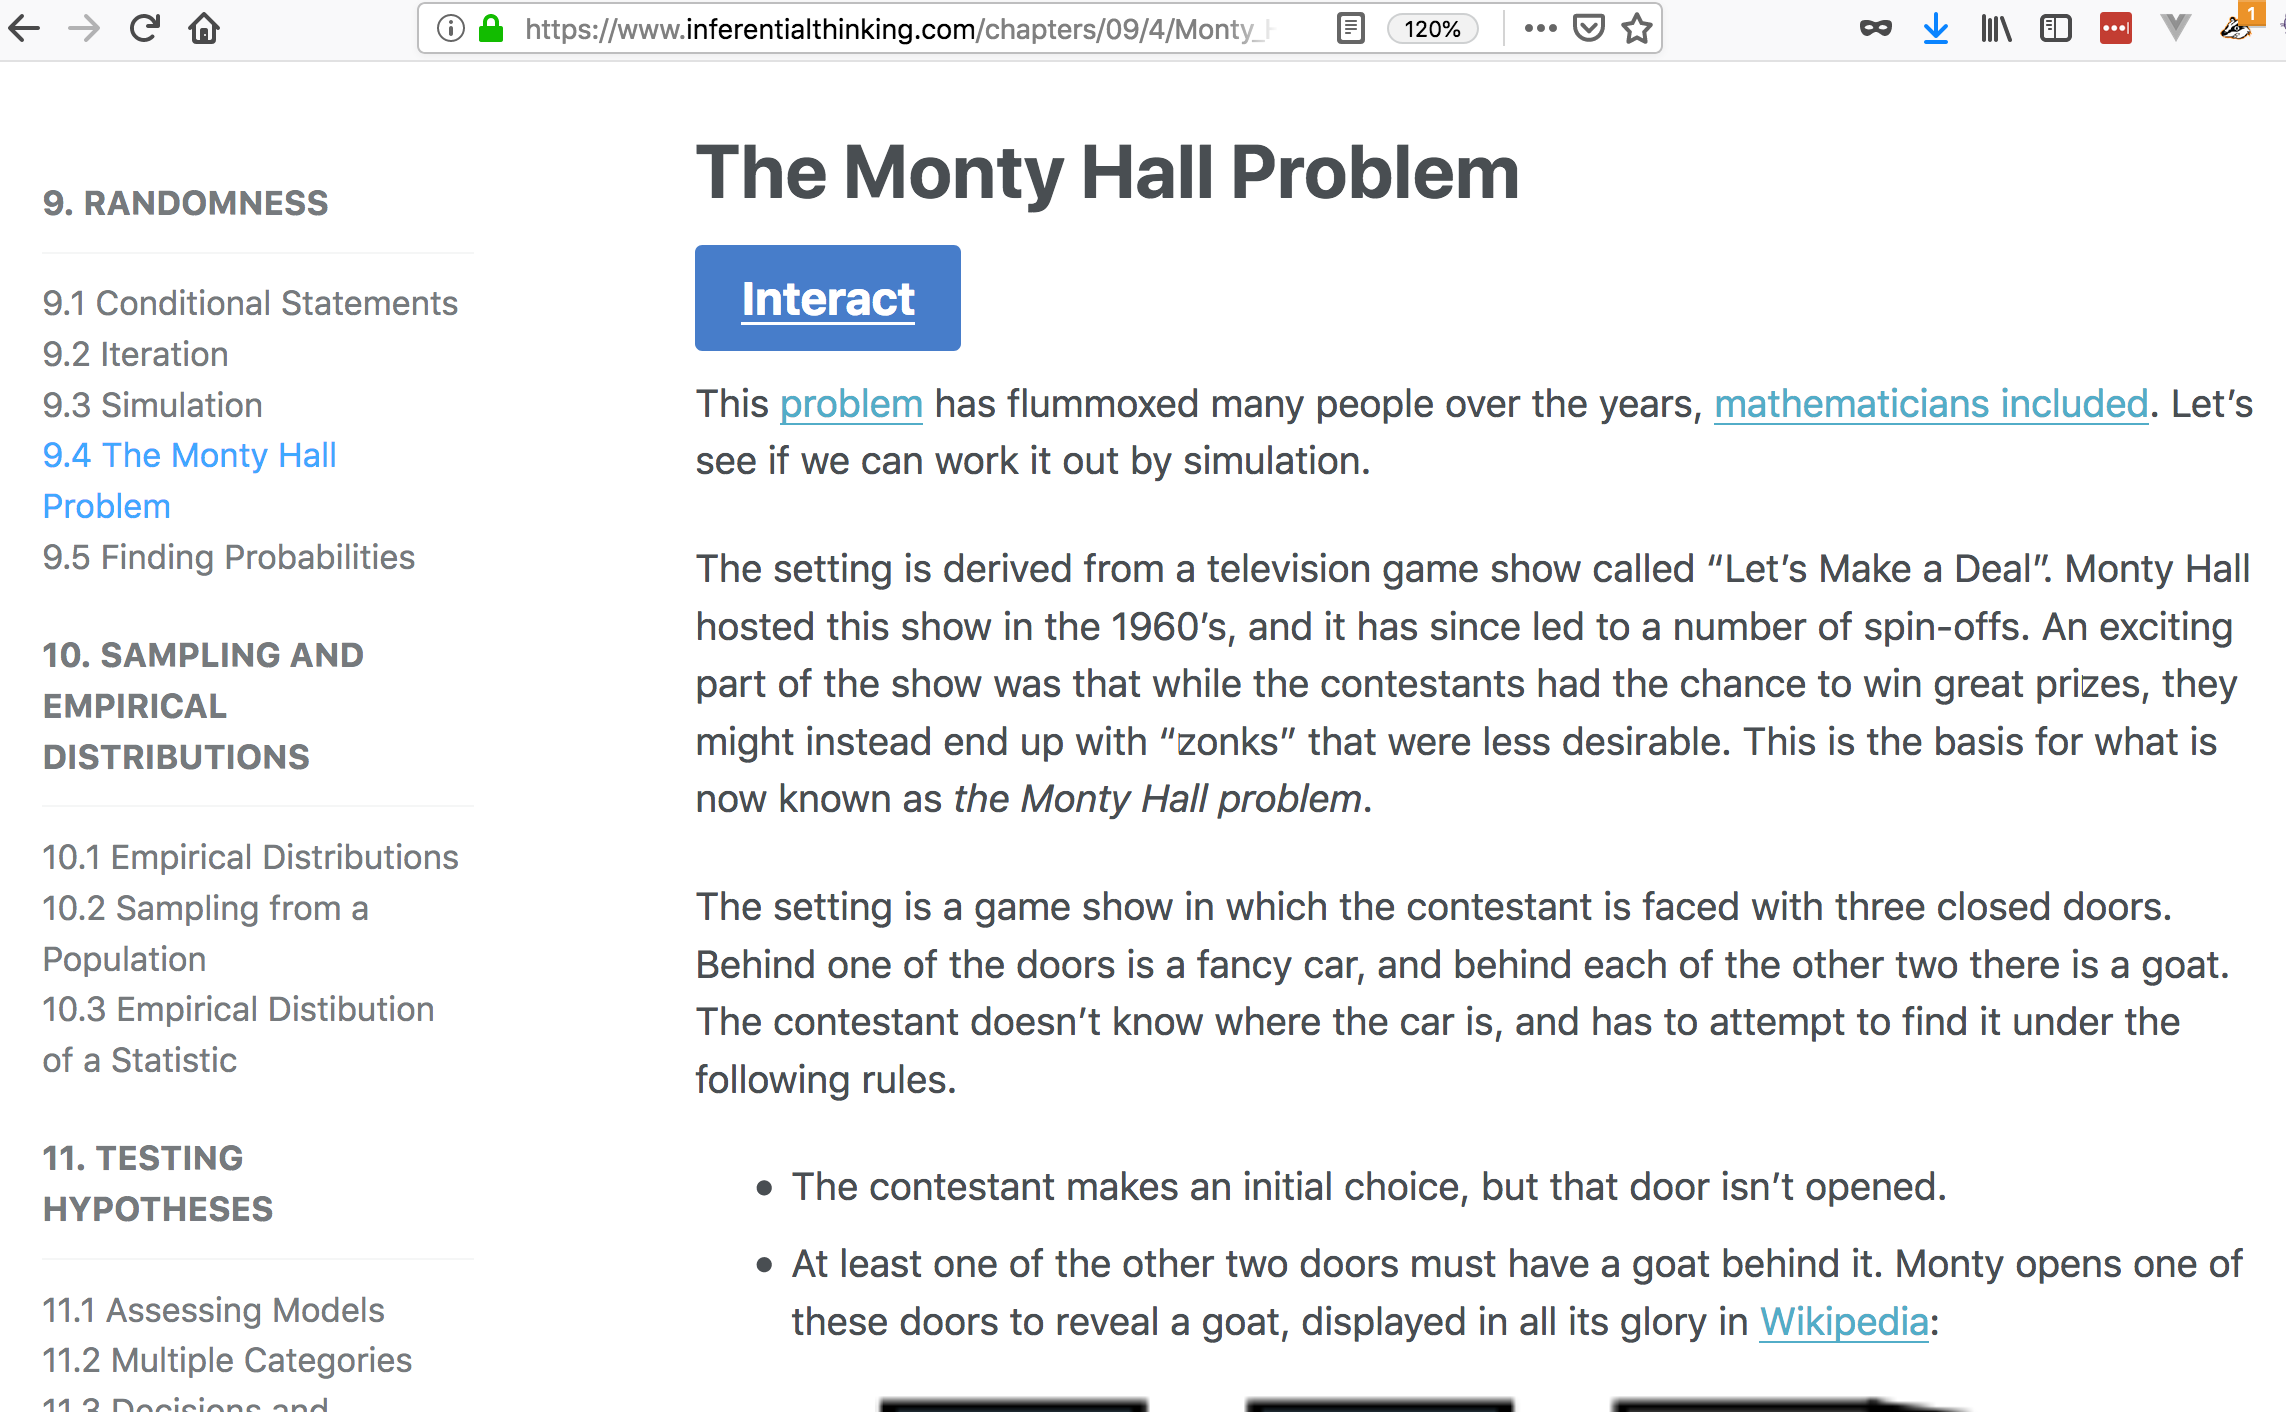 https://www.inferentialthinking.com/chapters/09/4/Monty_
120%
1
9. RANDOMNESS
9.1 Conditional Statements
9.2 Iteration
9.3 Simulation
9.4 The Monty Hall
Problem
9.5 Finding Probabilities
10. SAMPLING AND
EMPIRICAL
DISTRIBUTIONS
10.1 Empirical Distributions
10.2 Sampling from a
Population
10.3 Empirical Distibution
of a Statistic
11. TESTING
HYPOTHESES
11.1 Assessing Models
11.2 Multiple Categories
11.3 Decisions and
The Monty Hall Problem
Interact
This problem has flummoxed many people over the years, mathematicians included. Let’s
see if we can work it out by simulation.
The setting is derived from a television game show called “Let’s Make a Deal”. Monty Hall
hosted this show in the 1960’s, and it has since led to a number of spin-offs. An exciting
part of the show was that while the contestants had the chance to win great prizes, they
might instead end up with “zonks” that were less desirable. This is the basis for what is
now known as the Monty Hall problem.
The setting is a game show in which the contestant is faced with three closed doors.
Behind one of the doors is a fancy car, and behind each of the other two there is a goat.
The contestant doesn’t know where the car is, and has to attempt to find it under the
following rules.
• The contestant makes an initial choice, but that door isn’t opened.
• At least one of the other two doors must have a goat behind it. Monty opens one of
these doors to reveal a goat, displayed in all its glory in Wikipedia: